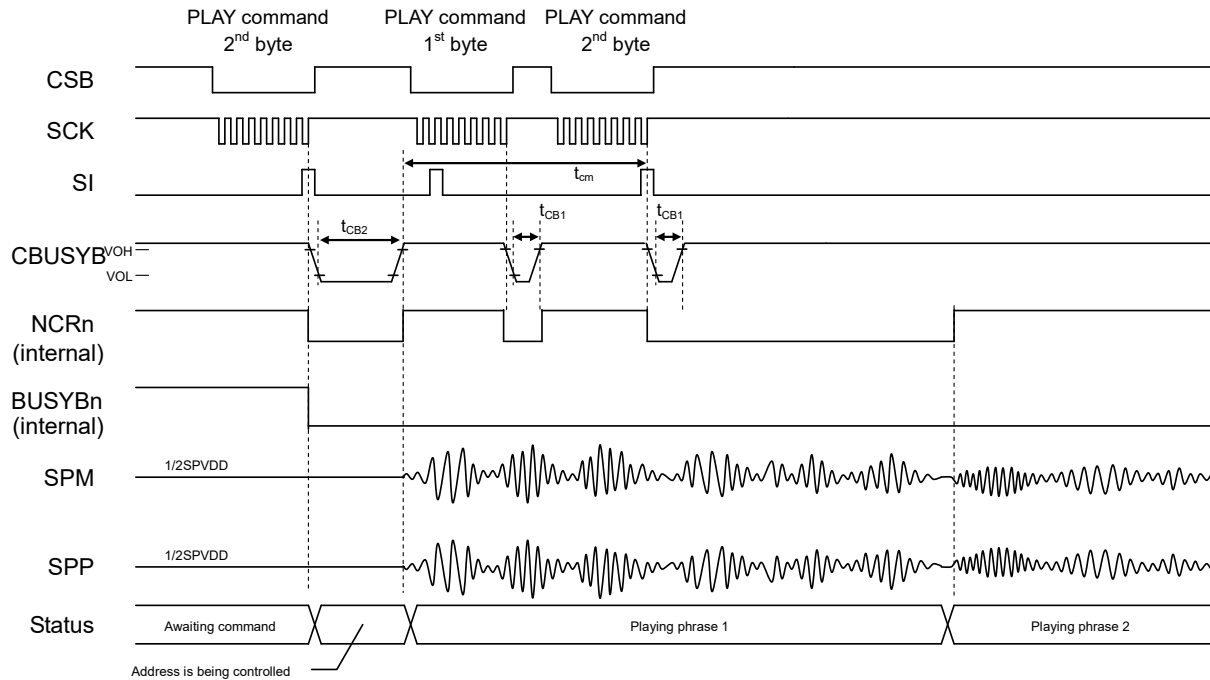 PLAY command
2nd byte
PLAY command
1st byte
PLAY command
2nd byte
CSB
SCK
SI
tcm
tCB2
tCB1
tCB1
CBUSYB
VOH
VOL
NCRn
(internal)
BUSYBn
(internal)
SPM
1/2SPVDD
SPP
1/2SPVDD
Status
Awaiting command
Playing phrase 1
Playing phrase 2
Address is being controlled